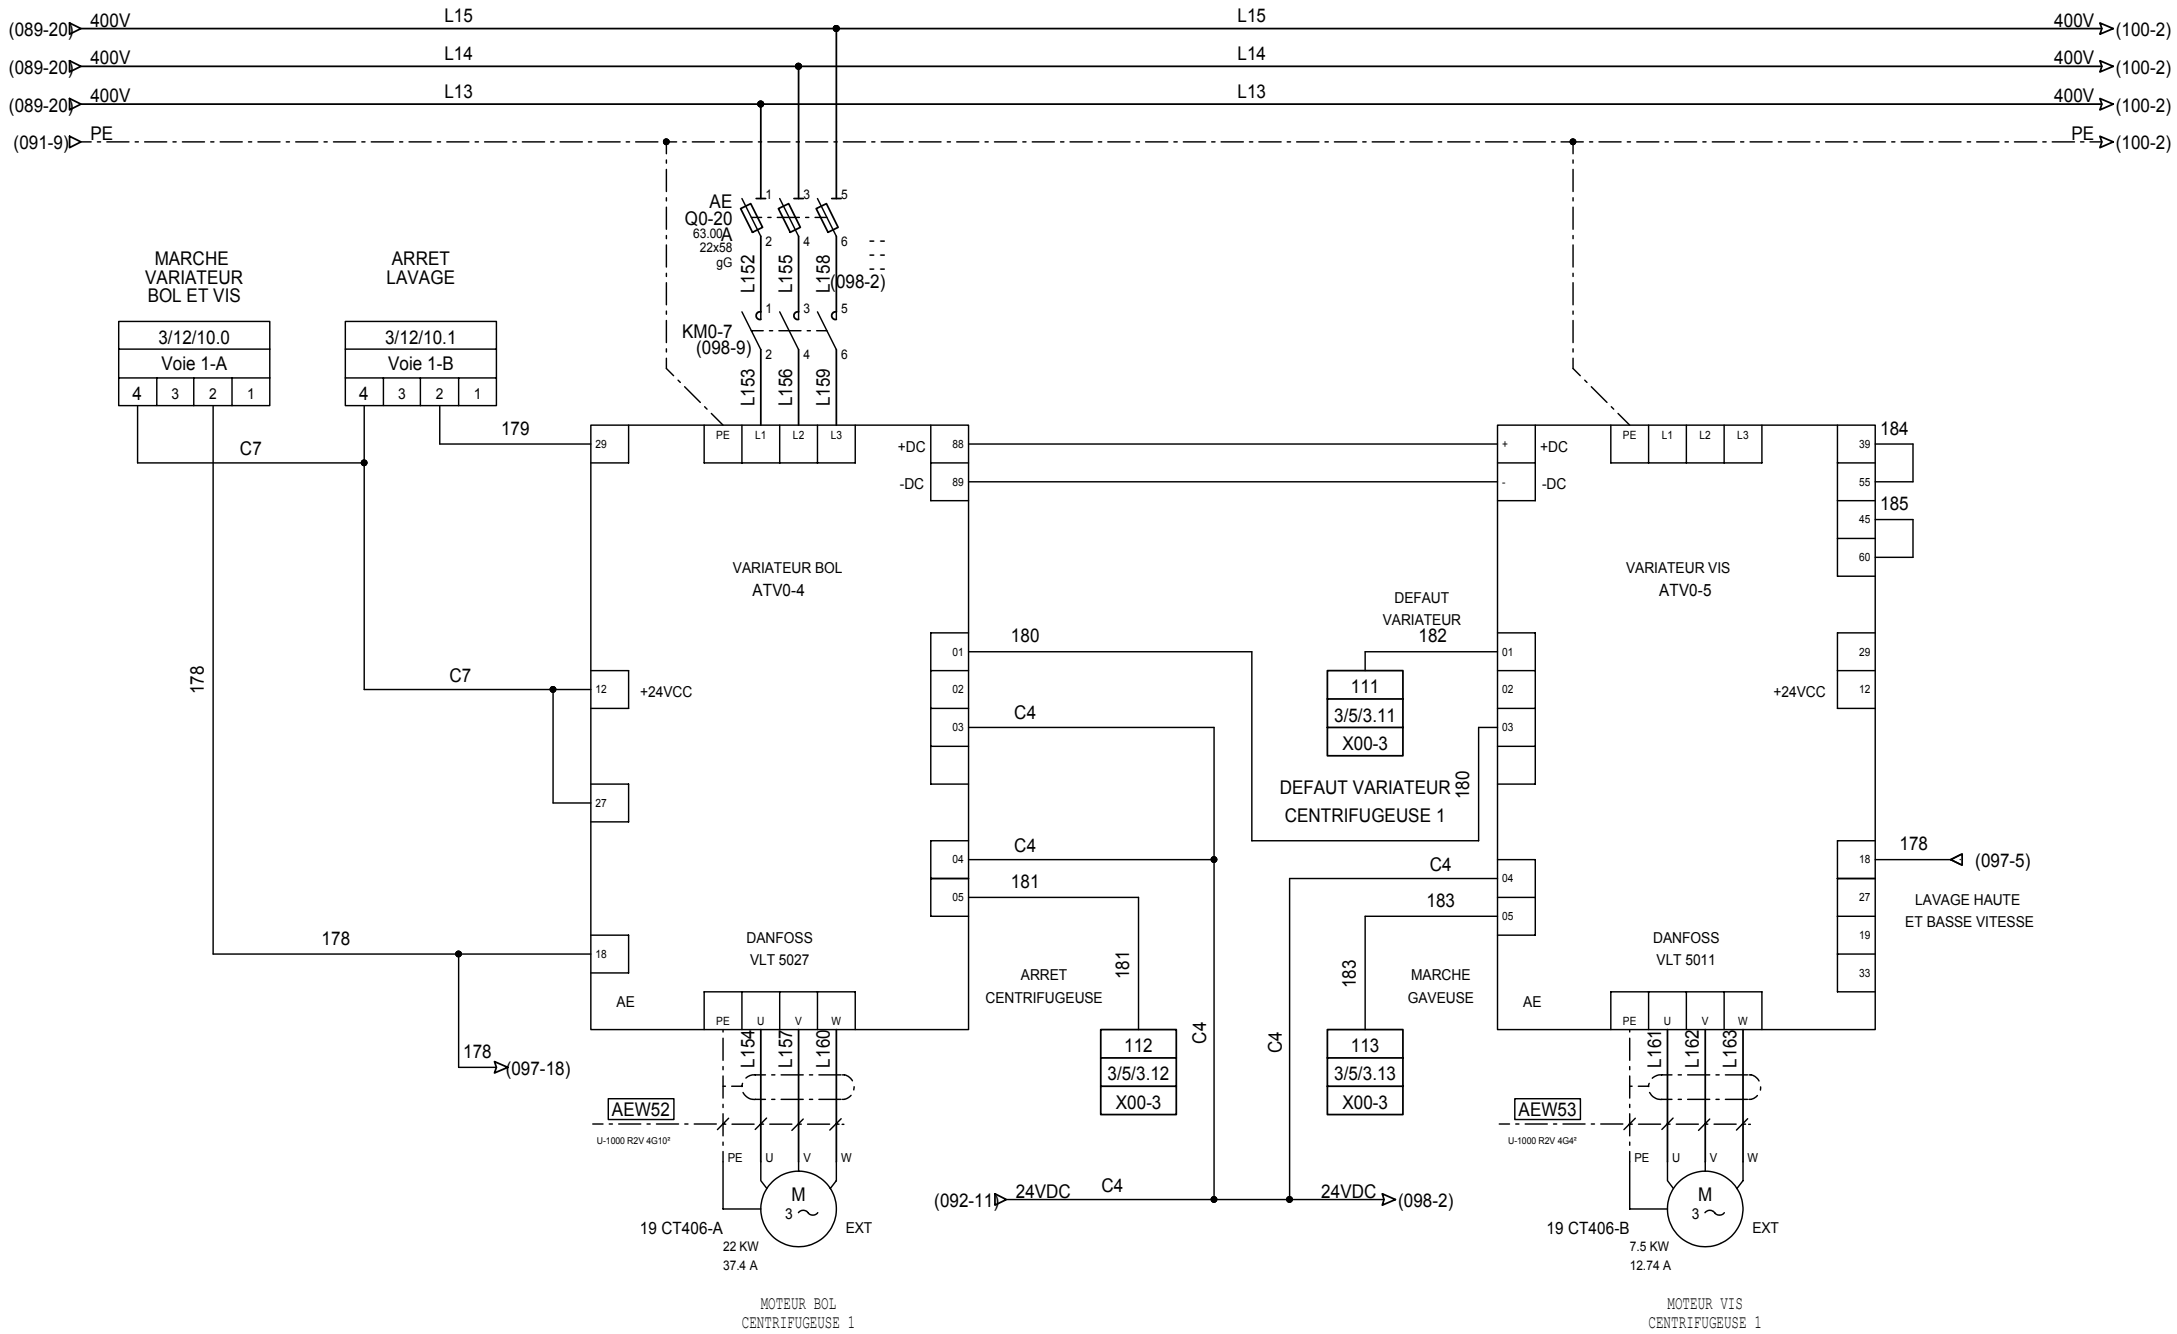 (089-20) 400V L15 L15 400V (100-2)
(089-20) 400V L14 L14 400V (100-2)
(089-20) 400V L13 L13 400V (100-2)
(091-9) PE PE (100-2)
AE
Q0-20
63.00A
22x58
gG
1 3 5
2 4 6
L152 L155 L158
--
--
--
(098-2)
KM0-7
(098-9)
1 3 5
2 4 6
L153 L156 L159
MARCHE
VARIATEUR
BOL ET VIS
3/12/10.0
Voie 1-A
4 3 2 1
ARRET
LAVAGE
3/12/10.1
Voie 1-B
4 3 2 1
C7
179
178
C7
178
178
(097-18)
29
PE L1 L2 L3
+DC 88
-DC 89
VARIATEUR BOL
ATV0-4
12 +24VCC
27
18
01
02
03
04
05
DANFOSS
VLT 5027
AE
PE U V W
L154 L157 L160
AEW52
U-1000 R2V 4G10²
PE U V W
M
3
19 CT406-A
22 KW
37.4 A
EXT
MOTEUR BOL
CENTRIFUGEUSE 1
180
C4
C4
181
181
ARRET
CENTRIFUGEUSE
112
3/5/3.12
X00-3
C4
C4
(092-11) 24VDC C4 24VDC (098-2)
DEFAUT
VARIATEUR
182
111
3/5/3.11
X00-3
DEFAUT VARIATEUR
CENTRIFUGEUSE 1
180
C4
183
183
MARCHE
GAVEUSE
113
3/5/3.13
X00-3
+ +DC
- -DC
PE L1 L2 L3
39
55
45
60
184
185
VARIATEUR VIS
ATV0-5
01
02
03
04
05
29
+24VCC 12
18
27
19
33
178 (097-5)
LAVAGE HAUTE
ET BASSE VITESSE
DANFOSS
VLT 5011
AE
PE U V W
L161 L162 L163
AEW53
U-1000 R2V 4G4²
PE U V W
M
3
19 CT406-B
7.5 KW
12.74 A
EXT
MOTEUR VIS
CENTRIFUGEUSE 1